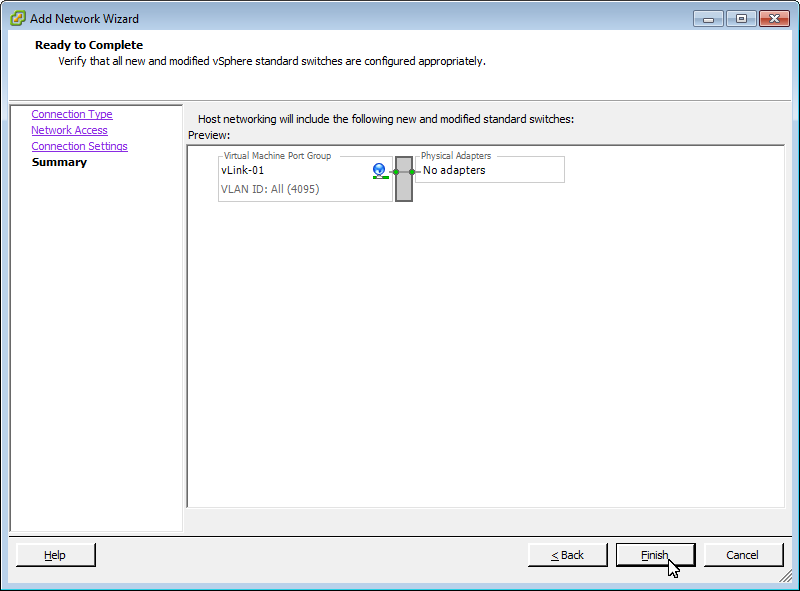 Add Network Wizard
Ready to Complete
Verify that all new and modified vSphere standard switches are configured appropriately.
Connection Type
Network Access
Connection Settings
Summary
Host networking will include the following new and modified standard switches:
Preview:
Virtual Machine Port Group
vLink-01
VLAN ID: All (4095)
Physical Adapters
No adapters
Help
< Back
Finish
Cancel